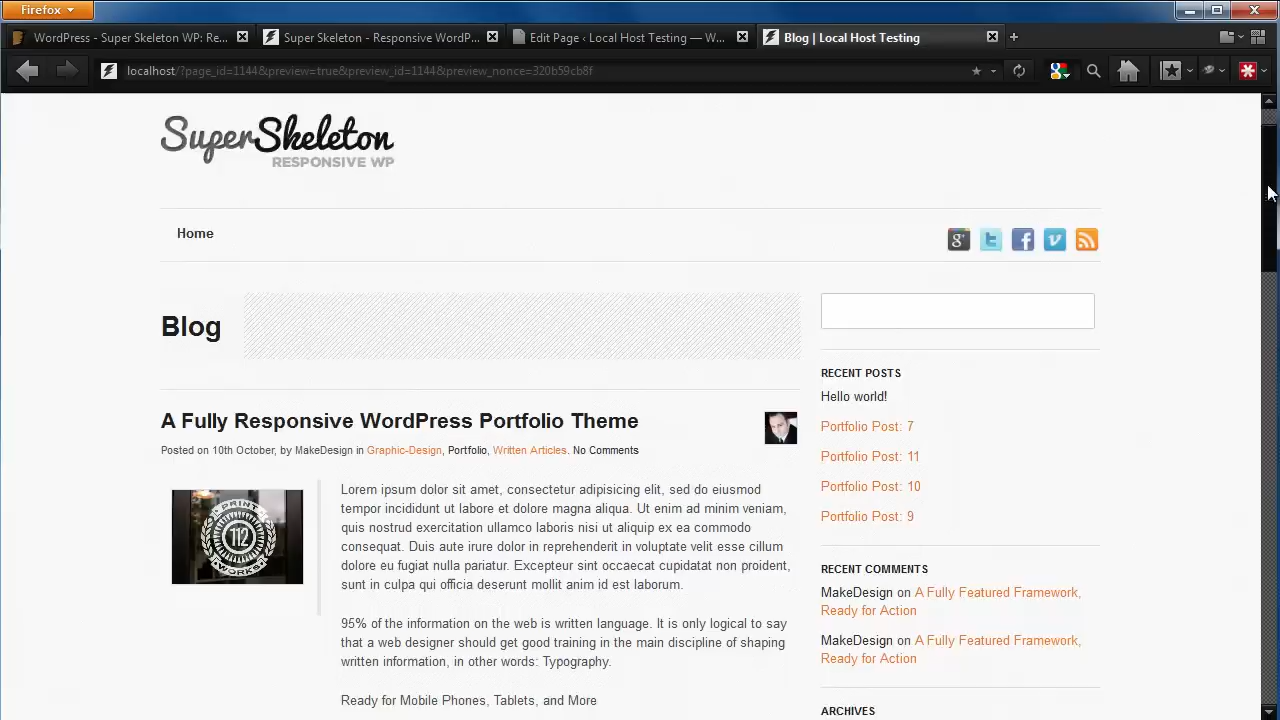 Firefox
WordPress - Super Skeleton WP: Re...
Super Skeleton - Responsive WordP...
Edit Page ‹ Local Host Testing — W...
Blog | Local Host Testing
localhost/?page_id=1144&preview=true&preview_id=1144&preview_nonce=320b59cb8f
SuperSkeleton
RESPONSIVE WP
Home
Blog
A Fully Responsive WordPress Portfolio Theme
Posted on 10th October, by MakeDesign in Graphic-Design, Portfolio, Written Articles. No Comments
PRINT
112
WORKS
Lorem ipsum dolor sit amet, consectetur adipisicing elit, sed do eiusmod
tempor incididunt ut labore et dolore magna aliqua. Ut enim ad minim veniam,
quis nostrud exercitation ullamco laboris nisi ut aliquip ex ea commodo
consequat. Duis aute irure dolor in reprehenderit in voluptate velit esse cillum
dolore eu fugiat nulla pariatur. Excepteur sint occaecat cupidatat non proident,
sunt in culpa qui officia deserunt mollit anim id est laborum.
95% of the information on the web is written language. It is only logical to say
that a web designer should get good training in the main discipline of shaping
written information, in other words: Typography.
Ready for Mobile Phones, Tablets, and More
RECENT POSTS
Hello world!
Portfolio Post: 7
Portfolio Post: 11
Portfolio Post: 10
Portfolio Post: 9
RECENT COMMENTS
MakeDesign on A Fully Featured Framework,
Ready for Action
MakeDesign on A Fully Featured Framework,
Ready for Action
ARCHIVES